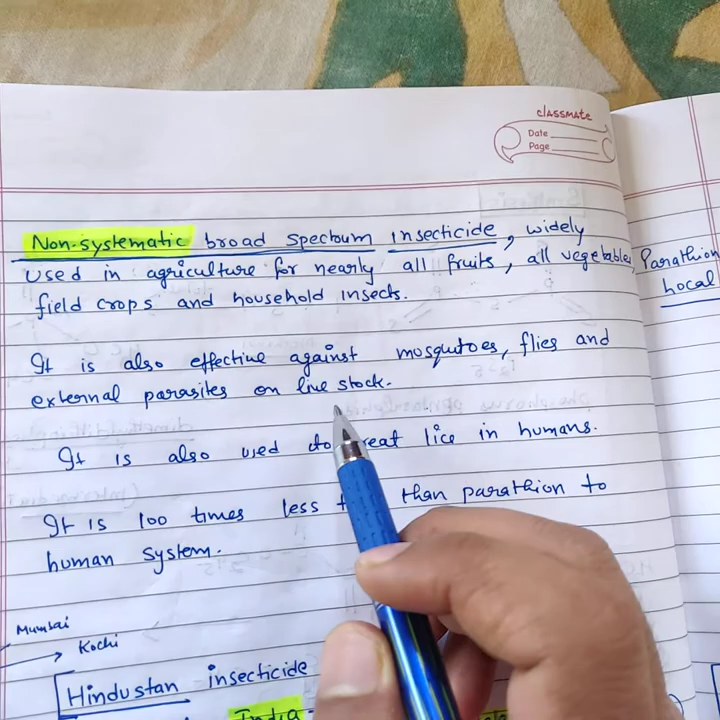 classmate
Date
Page
Non-systematic broad spectrum insecticide, widely
used in agriculture for nearly all fruits, all vegetables,
field crops and household insects.
It is also effective against mosquitoes, flies and
external parasites on live stock.
It is also used to treat lice in humans.
It is 100 times less than parathion to
human system.
Mumbai
Kochi
Hindustan insecticide
India
Parathion